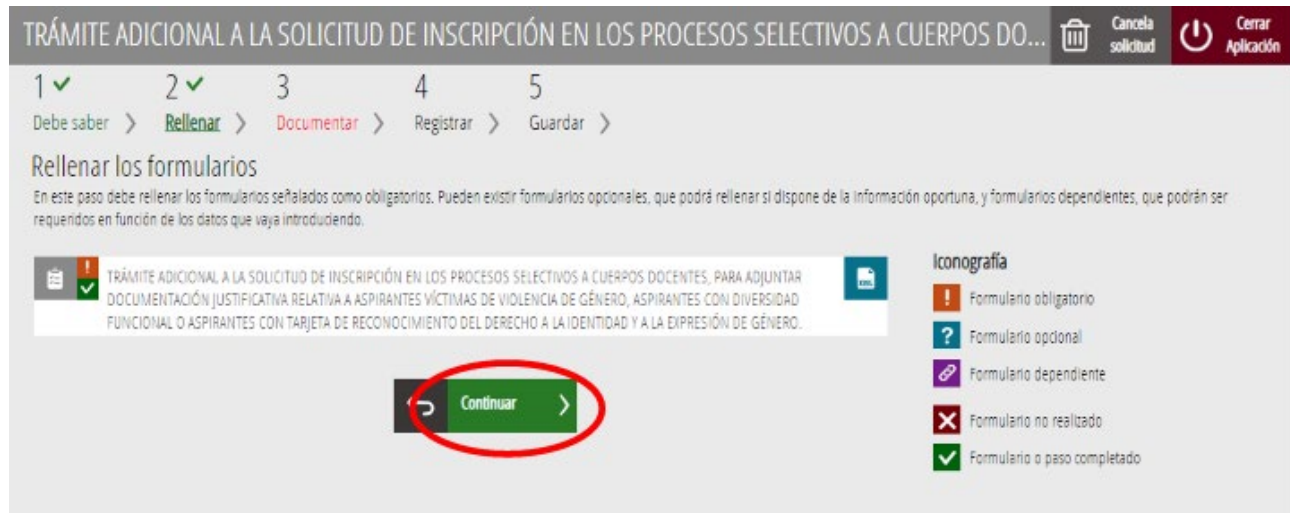 TRÁMITE ADICIONAL A LA SOLICITUD DE INSCRIPCIÓN EN LOS PROCESOS SELECTIVOS A CUERPOS DO...
Cancela
solicitud
Cerrar
Aplicación
1 2 3 4 5
Debe saber Rellenar Documentar Registrar Guardar
Rellenar los formularios
En este paso debe rellenar los formularios señalados como obligatorios. Pueden existir formularios opcionales, que podrá rellenar si dispone de la información oportuna, y formularios dependientes, que podrán ser
requeridos en función de los datos que vaya introduciendo.
TRÁMITE ADICIONAL A LA SOLICITUD DE INSCRIPCIÓN EN LOS PROCESOS SELECTIVOS A CUERPOS DOCENTES, PARA ADJUNTAR
DOCUMENTACIÓN JUSTIFICATIVA RELATIVA A ASPIRANTES VÍCTIMAS DE VIOLENCIA DE GÉNERO, ASPIRANTES CON DIVERSIDAD
FUNCIONAL O ASPIRANTES CON TARJETA DE RECONOCIMIENTO DEL DERECHO A LA IDENTIDAD Y A LA EXPRESIÓN DE GÉNERO.
Continuar
Iconografía
! Formulario obligatorio
? Formulario opcional
Formulario dependiente
Formulario no realizado
Formulario o paso completado